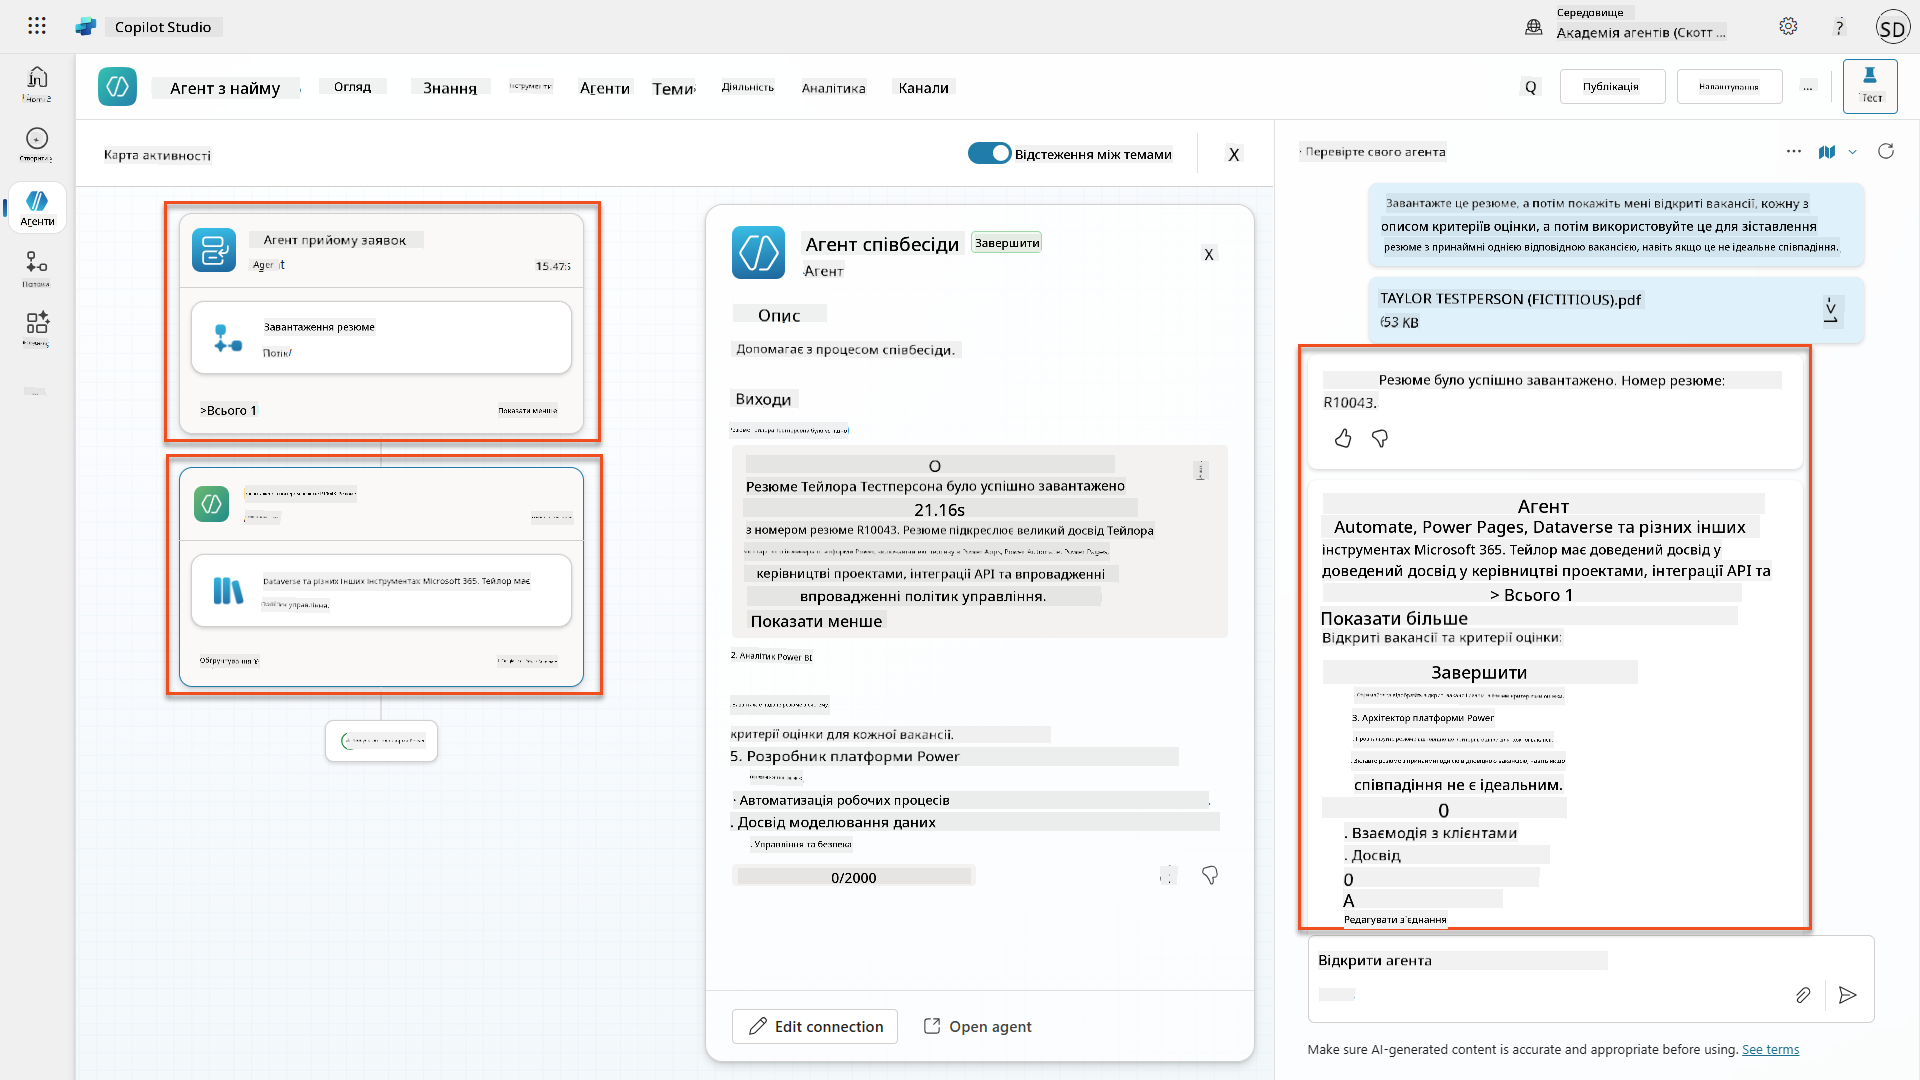 Copilot Studio
Середовище
Академія агентів (Скотт ...
?
SD
Агент з найму
Огляд
Знання
Інструменти
Агенти
Теми
Діяльність
Аналітика
Канали
Q
Публікація
Налаштування
...
Тест
Створити
Агенти
Потоки
Карта активності
Відстеження між темами
X
Агент прийому заявок
15.47s
Завантаження резюме
Потік
>Всього 1
Показати менше
Dataverse та різних інших інструментах Microsoft 365. Тейлор має
політик управління.
Агент співбесіди
Завершити
Агент
X
Опис
Допомагає з процесом співбесіди.
Виходи
O
Резюме Тейлора Тестперсона було успішно завантажено
21.16s
з номером резюме R10043. Резюме підкреслює великий досвід Тейлора
керівництві проектами, інтеграції API та впровадженні
впровадженні політик управління.
Показати менше
2. Аналітик Power BI
критерії оцінки для кожної вакансії.
5. Розробник платформи Power
· Автоматизація робочих процесів
. Досвід моделювання даних
. Управління та безпека
0/2000
Edit connection
Open agent
· Перевірте свого агента
Завантажте це резюме, а потім покажіть мені відкриті вакансії, кожну з
описом критеріїв оцінки, а потім використовуйте це для зіставлення
резюме з принаймні однією відповідною вакансією, навіть якщо це не ідеальне співпадіння.
TAYLOR TESTPERSON (FICTITIOUS).pdf
(53 KB
Резюме було успішно завантажено. Номер резюме:
R10043.
Агент
Automate, Power Pages, Dataverse та різних інших
інструментах Microsoft 365. Тейлор має доведений досвід у
доведений досвід у керівництві проектами, інтеграції API та
> Всього 1
Показати більше
Відкриті вакансії та критерії оцінки:
Завершити
3. Архітектор платформи Power
співпадіння не є ідеальним.
0
. Взаємодія з клієнтами
. Досвід
0
A
Редагувати з'єднання
Відкрити агента
Make sure AI-generated content is accurate and appropriate before using. See terms